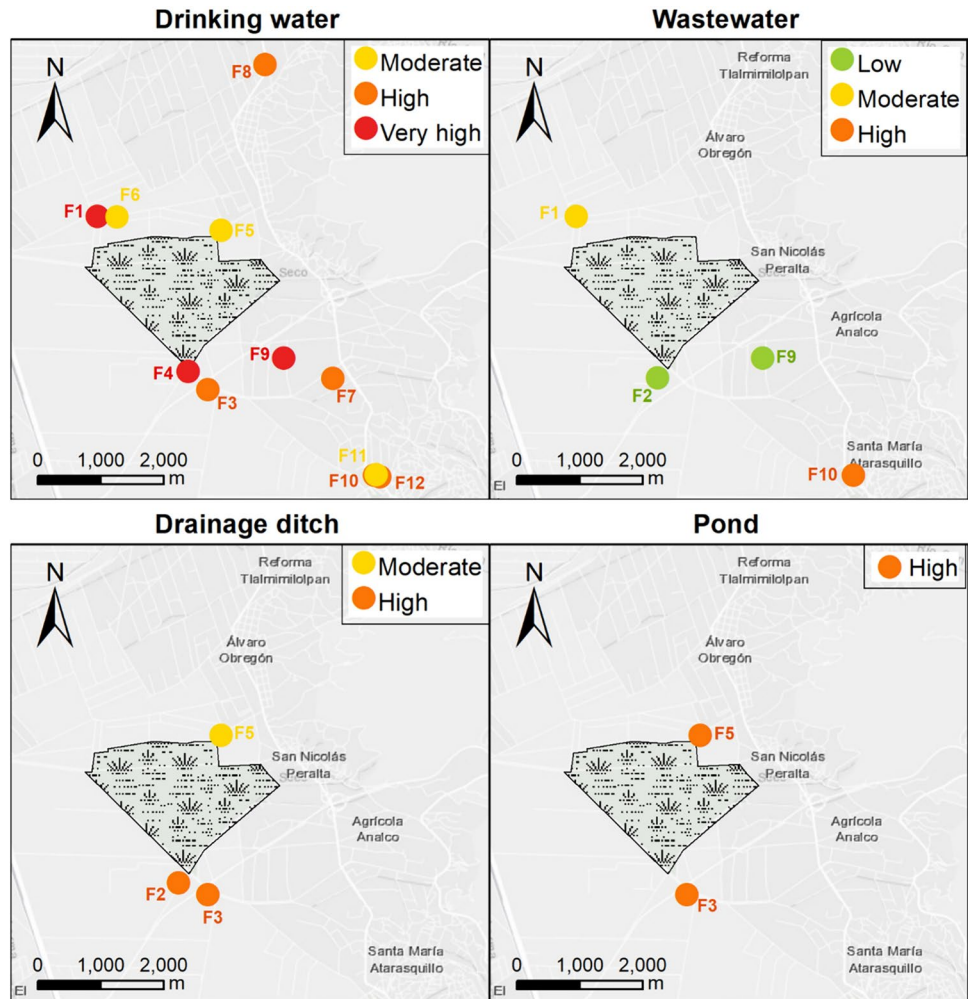 Drinking water
N
Moderate
High
Very high
F8
F1
F6
F5
Seco
F4
F9
F3
F7
F11
F10
F12
0 1,000 2,000
m
El
Wastewater
N
Low
Moderate
High
Reforma
Tlalmimilolpan
Álvaro
Obregón
F1
San Nicolás
Peralta
Agrícola
Analco
F9
F2
Santa María
Atarasquillo
F10
0 1,000 2,000
m
El
Drainage ditch
N
Moderate
High
Reforma
Tlalmimilolpan
Álvaro
Obregón
F5
San Nicolás
Peralta
Agrícola
Analco
F2
F3
Santa María
Atarasquillo
0 1,000 2,000
m
El
Pond
N
High
Reforma
Tlalmimilolpan
Álvaro
Obregón
F5
San Nicolás
Peralta
Agrícola
Analco
F3
Santa María
Atarasquillo
0 1,000 2,000
m
El